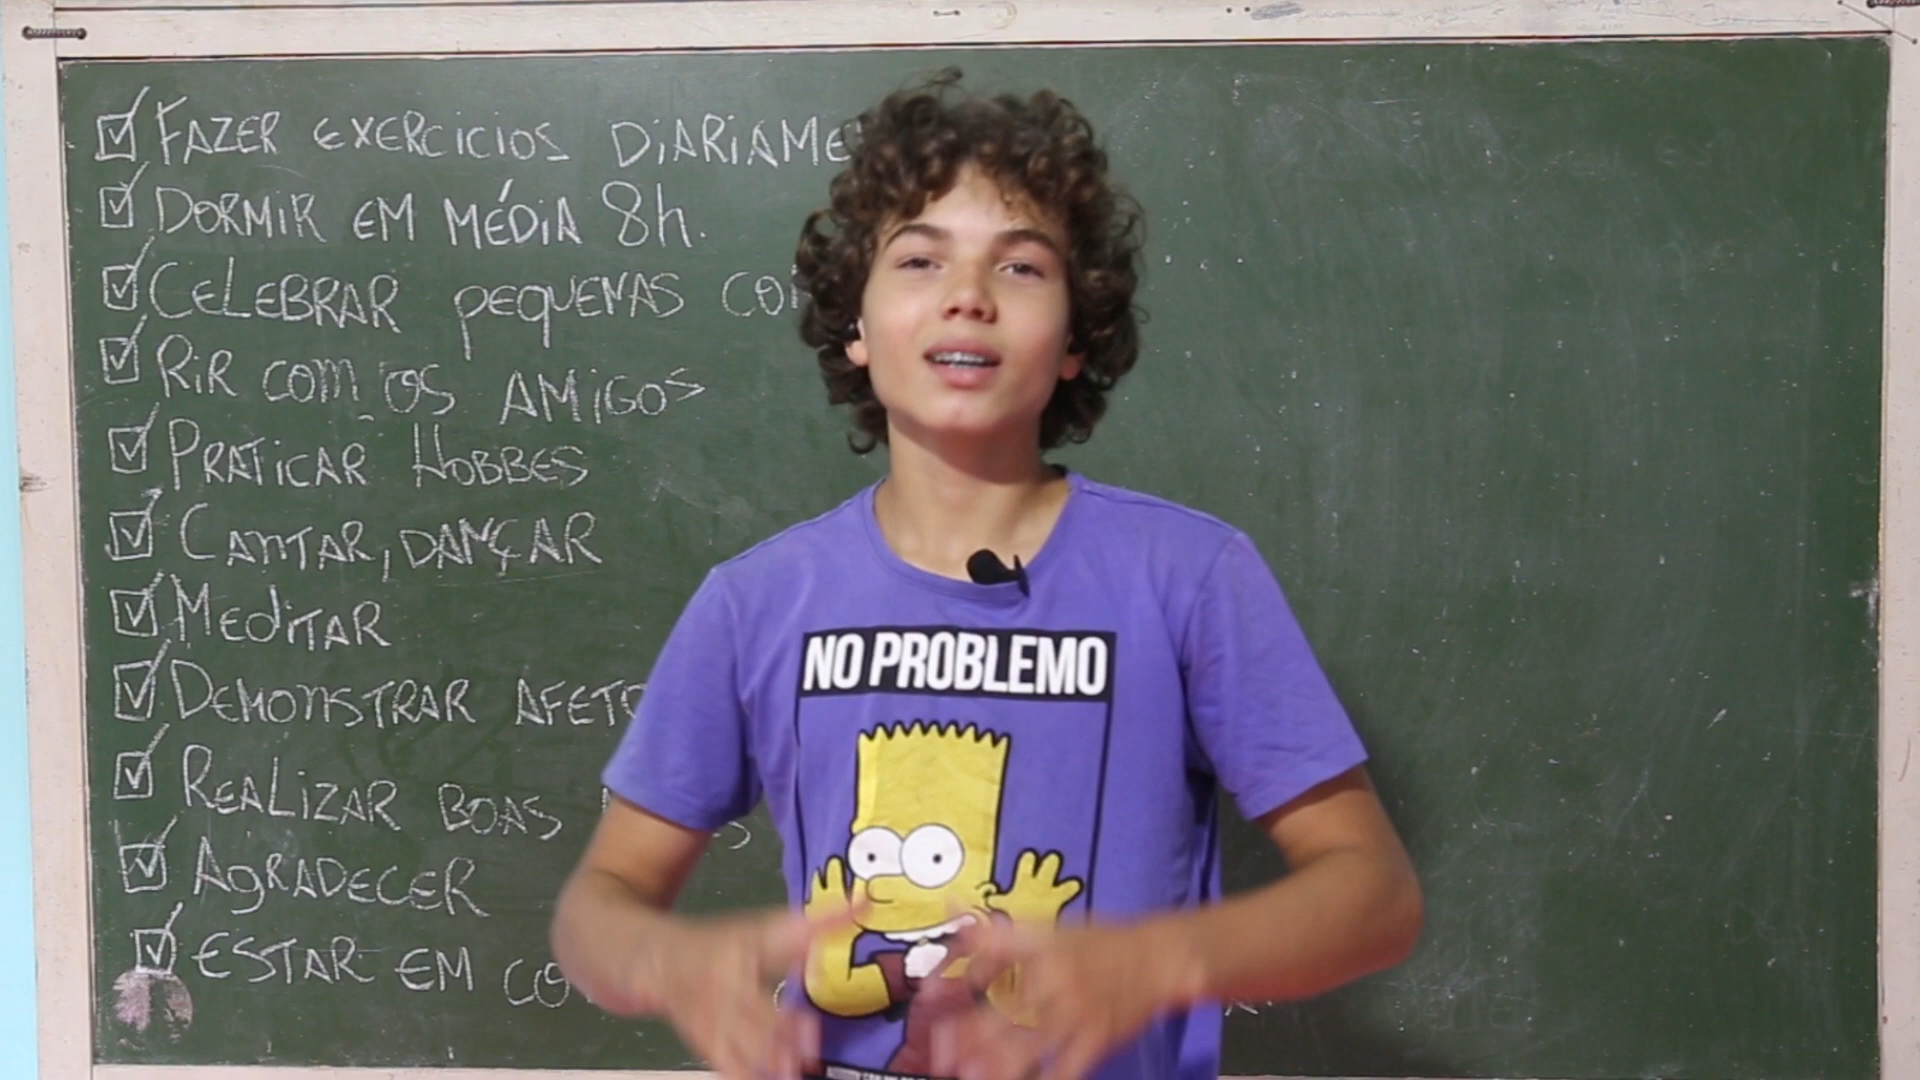 FAZER EXERCICIOS DIARIAME
DORMIR EM MÉDIA 8h.
CELEBRAR PEQUENAS CON
RIR COM OS AMIGOS
PRATICAR HOBBES
CANTAR, DANÇAR
MEDITAR
DEMONSTRAR AFETO
REALIZAR BOAS
AGRADECER
ESTAR EM CO
NO PROBLEMO